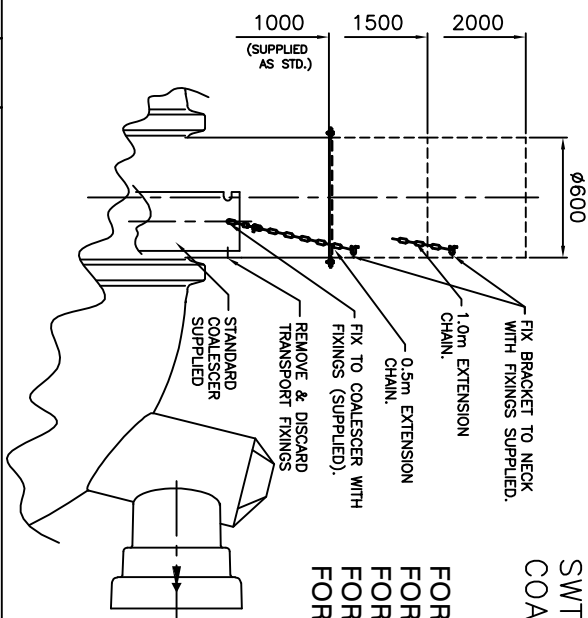 1000
(SUPPLIED
AS STD.)
1500
2000
ø600
FIX BRACKET TO NECK
WITH FIXINGS SUPPLIED.
1.0m EXTENSION
CHAIN.
0.5m EXTENSION
CHAIN.
FIX TO COALESCER WITH
FIXINGS (SUPPLIED).
REMOVE & DISCARD
TRANSPORT FIXINGS
STANDARD
COALESCER
SUPPLIED
SWT
COA
FOR
FOR
FOR
FOR
FOR